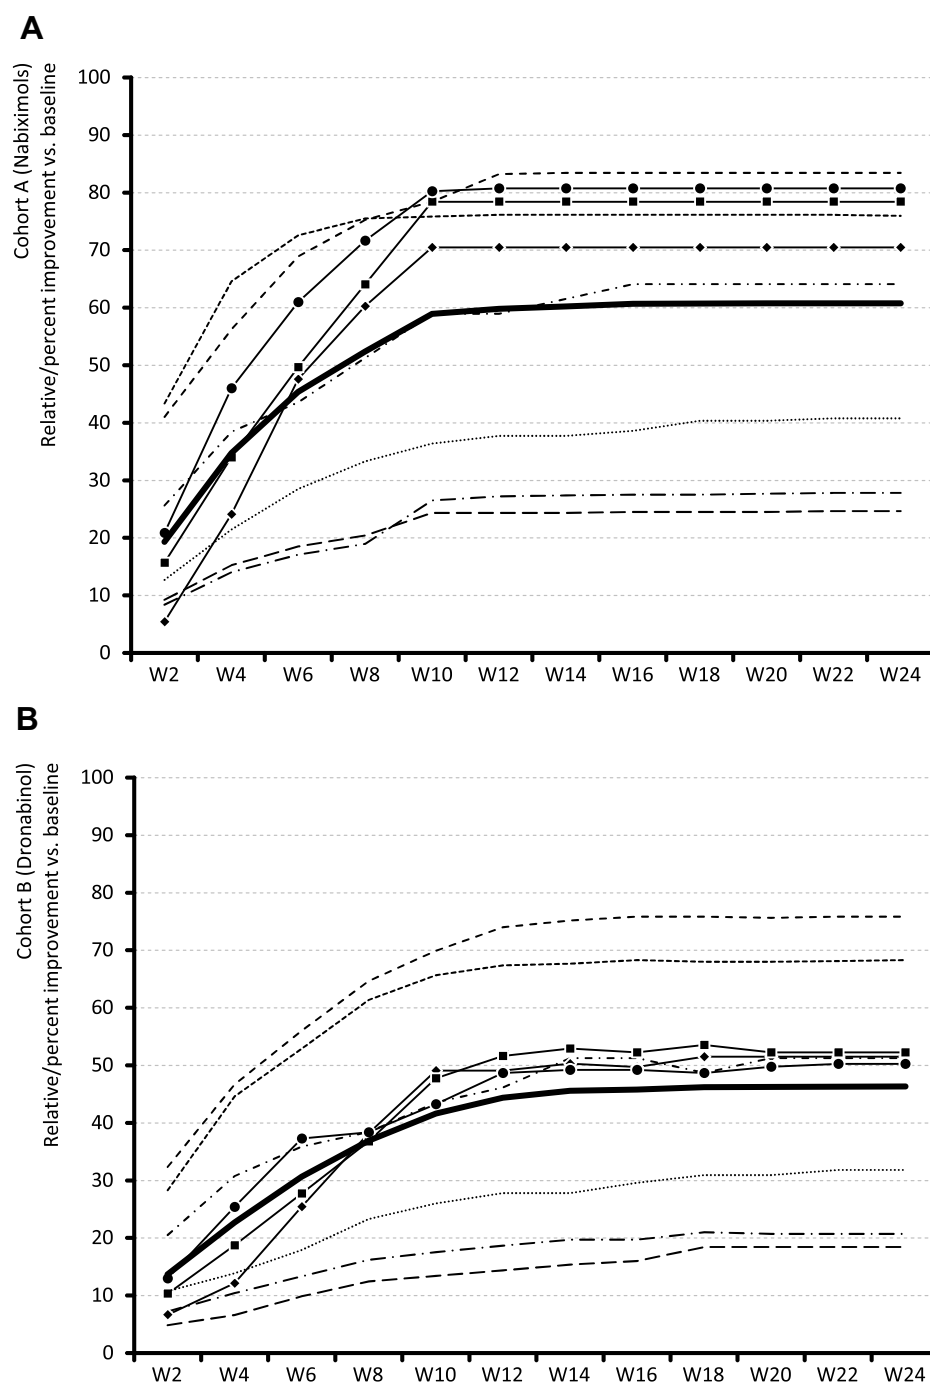 A
Cohort A (Nabiximols)
Relative/percent improvement vs. baseline
100
90
80
70
60
50
40
30
20
10
0
W2 W4 W6 W8 W10 W12 W14 W16 W18 W20 W22 W24
B
Cohort B (Dronabinol)
Relative/percent improvement vs. baseline
100
90
80
70
60
50
40
30
20
10
0
W2 W4 W6 W8 W10 W12 W14 W16 W18 W20 W22 W24